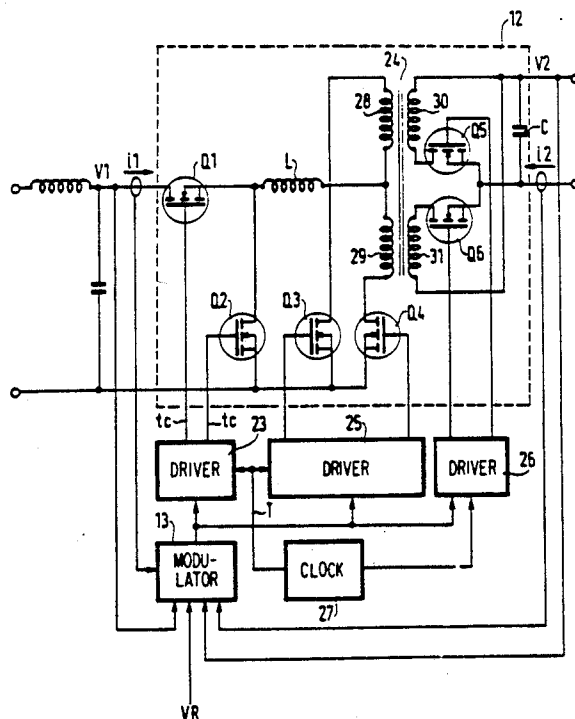 12
24
V2
28
30
Q5
C
i2
V1
i1
Q1
L
29
31
Q6
Q2
Q3
Q4
tc
tc
23
25
DRIVER
DRIVER
DRIVER
26
T
13
MODU-
LATOR
CLOCK
27
VR